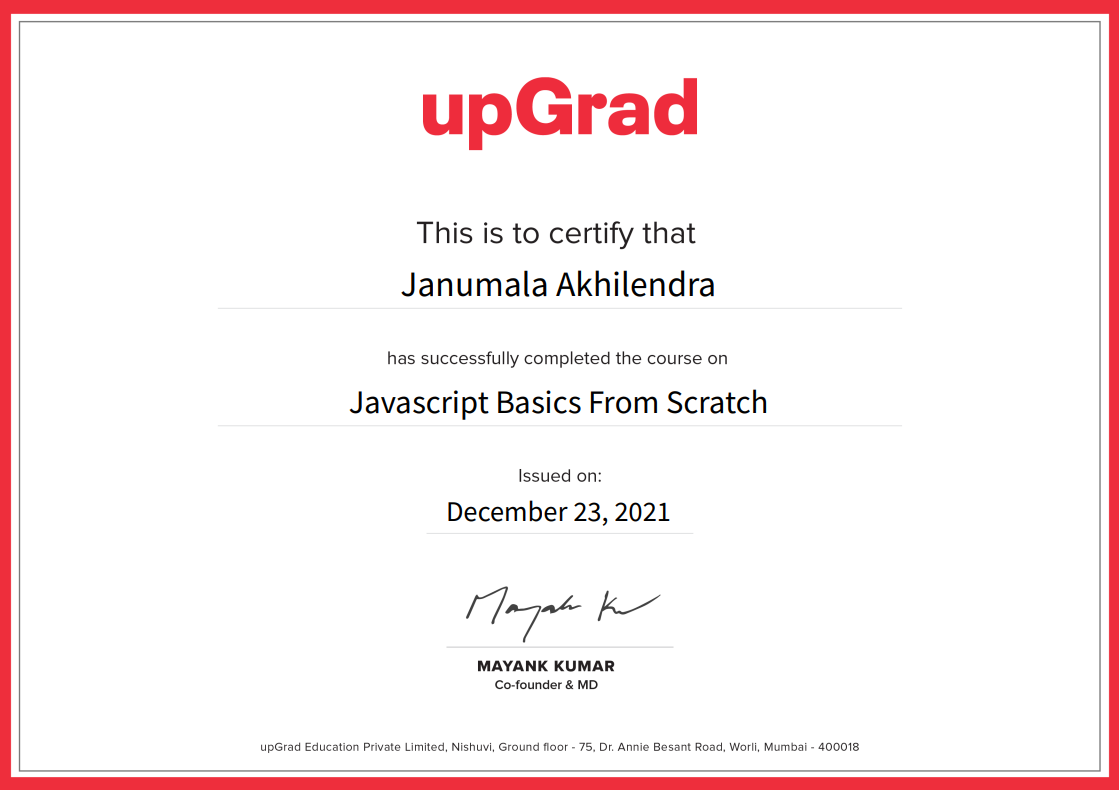 upGrad
This is to certify that
Janumala Akhilendra
has successfully completed the course on
Javascript Basics From Scratch
Issued on:
December 23, 2021
MAYANK KUMAR
Co-founder & MD
upGrad Education Private Limited, Nishuvi, Ground floor - 75, Dr. Annie Besant Road, Worli, Mumbai - 400018